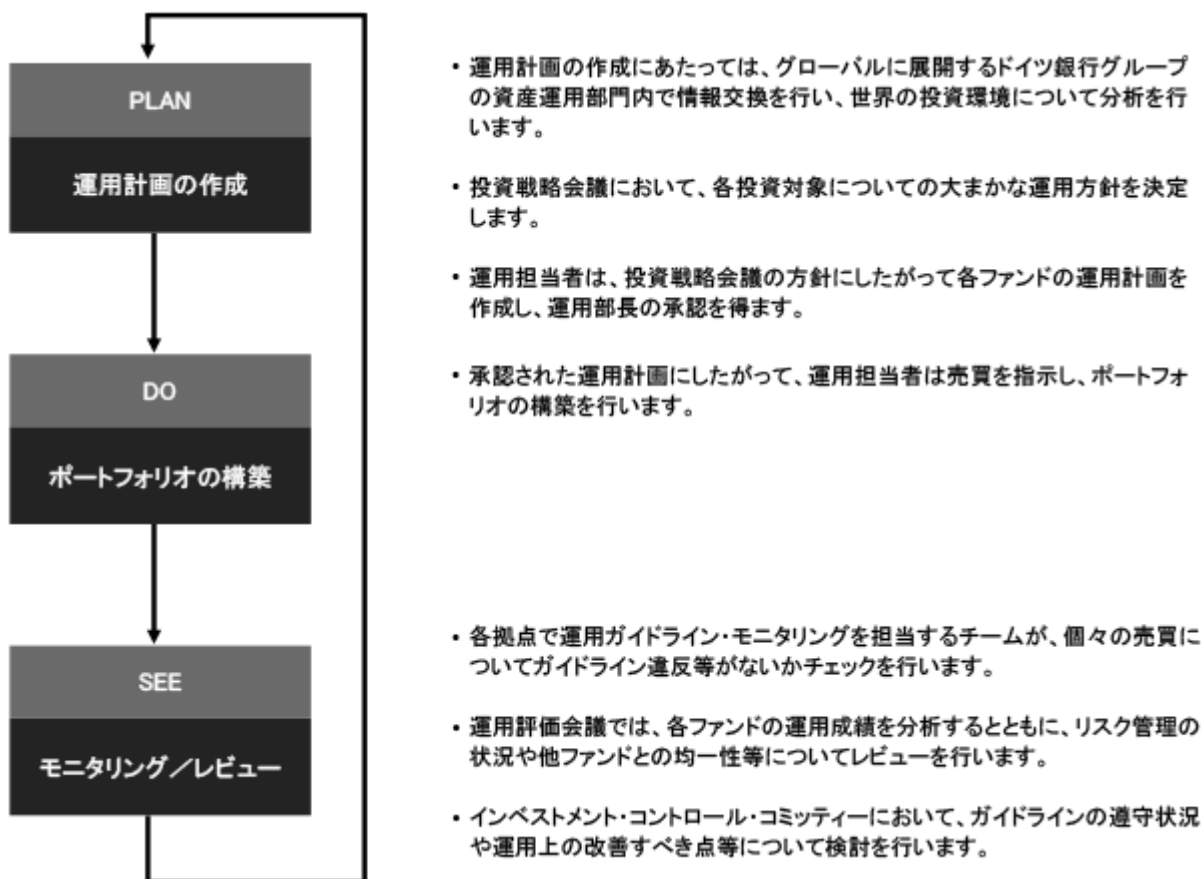 PLAN
運用計画の作成
・運用計画の作成にあたっては、グローバルに展開するドイツ銀行グループ
の資産運用部門内で情報交換を行い、世界の投資環境について分析を行
います。
・投資戦略会議において、各投資対象についての大まかな運用方針を決定
します。
・運用担当者は、投資戦略会議の方針にしたがって各ファンドの運用計画を
作成し、運用部長の承認を得ます。
DO
ポートフォリオの構築
・承認された運用計画にしたがって、運用担当者は売買を指示し、ポートフォ
リオの構築を行います。
SEE
モニタリング／レビュー
・各拠点で運用ガイドライン・モニタリングを担当するチームが、個々の売買に
ついてガイドライン違反等がないかチェックを行います。
・運用評価会議では、各ファンドの運用成績を分析するとともに、リスク管理の
状況や他ファンドとの均一性等についてレビューを行います。
・インベストメント・コントロール・コミッティーにおいて、ガイドラインの遵守状況
や運用上の改善すべき点等について検討を行います。